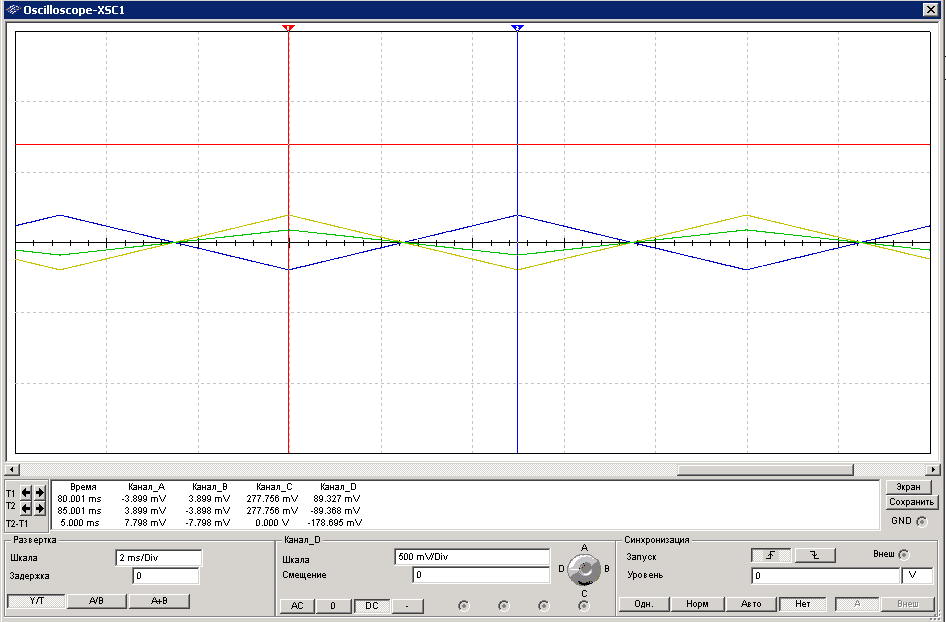 Oscilloscope-XSC1
1 2
Время Канал_A Канал_B Канал_C Канал_D
T1 80.001 ms -3.899 mV 3.899 mV 277.756 mV 89.327 mV
T2 85.001 ms 3.899 mV -3.898 mV 277.756 mV -89.368 mV
T2-T1 5.000 ms 7.798 mV -7.798 mV 0.000 V -178.695 mV
Экран
Сохранить
GND
Развертка
Шкала 2 ms/Div
Задержка 0
Y/T A/B A+B
Канал_D
Шкала 500 mV/Div
Смещение 0
AC 0 DC -
A
D B
C
Синхронизация
Запуск Внеш
Уровень 0 V
Одн. Норм Авто Нет A Внеш